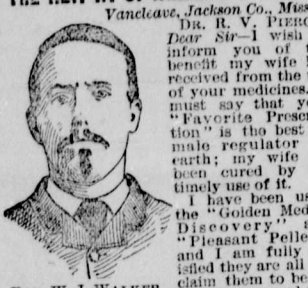 Vancleave, Jackson Co., Miss
DR. R. V. PIERC
Dear Sir—I wish
inform you of
benefit my wife
received from the
of your medicines.
must say that y
"Favorite Prescr
tion" is the best
male regulator
earth; my wife
been cured by
timely use of it.
I have been us
the "Golden Med
Discovery," a
"Pleasant Pelle
and I am fully
isfied they are all
claim them to be
W. J. WALKER